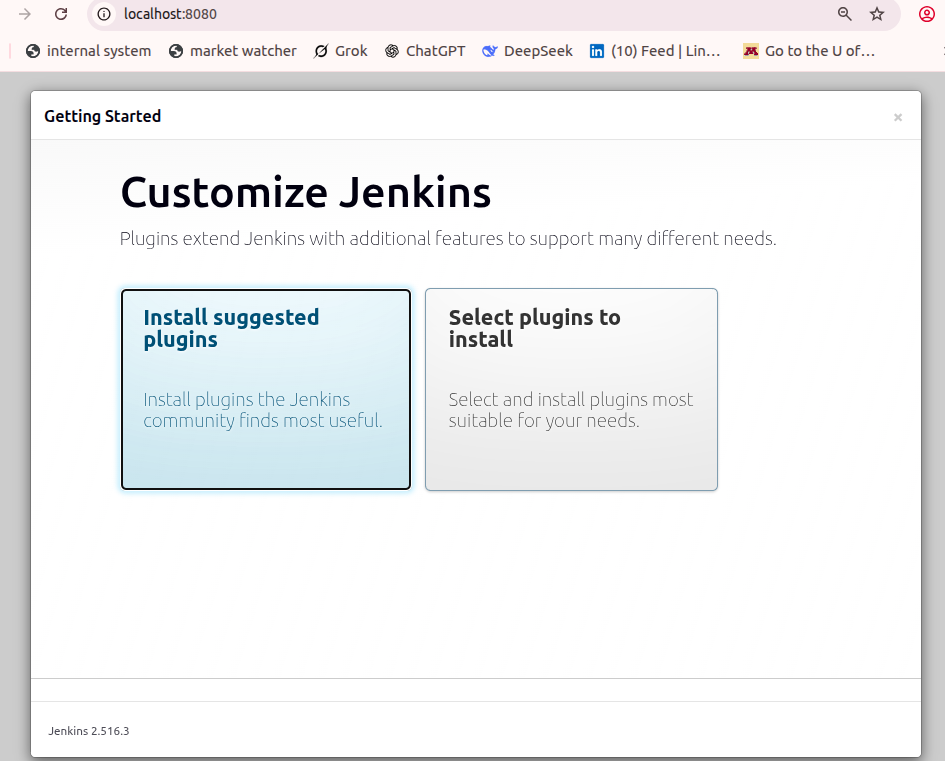 localhost:8080
internal system market watcher Grok ChatGPT DeepSeek (10) Feed | Lin... Go to the U of...
Getting Started ×
Customize Jenkins
Plugins extend Jenkins with additional features to support many different needs.
Install suggested
plugins
Install plugins the Jenkins
community finds most useful.
Select plugins to
install
Select and install plugins most
suitable for your needs.
Jenkins 2.516.3